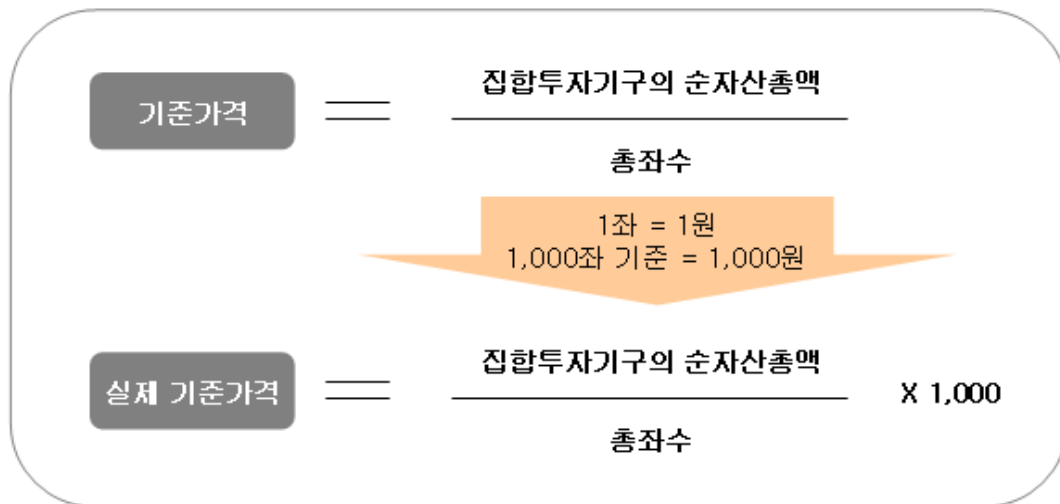 집합투자기구의 순자산총액
기준가격
총좌수
1좌 = 1원
1,000좌 기준 = 1,000원
집합투자기구의 순자산총액
실제 기준가격
X 1,000
총좌수